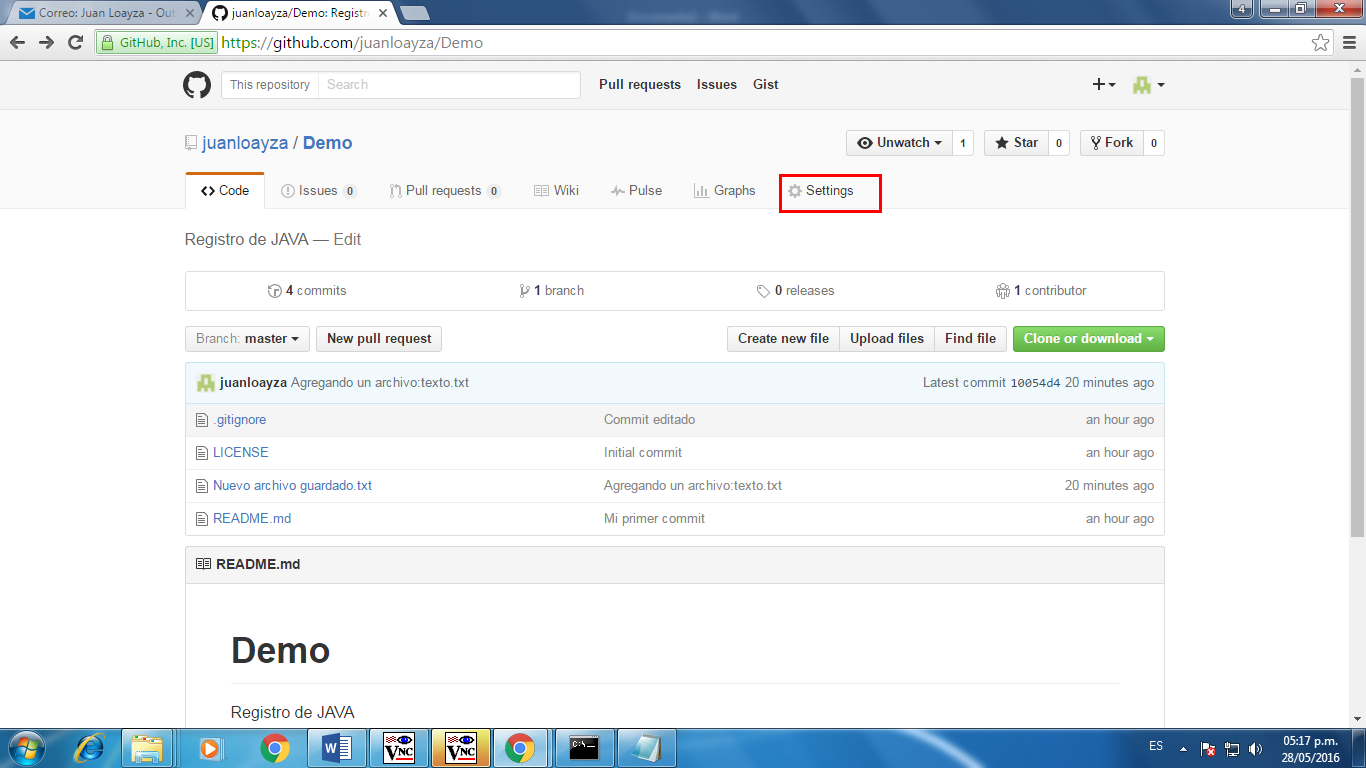 Correo: Juan Loayza - Out
juanloayza/Demo: Registr
4
GitHub, Inc. [US] https://github.com/juanloayza/Demo
This repository Search Pull requests Issues Gist
juanloayza / Demo Unwatch 1 Star 0 Fork 0
Code Issues 0 Pull requests 0 Wiki Pulse Graphs Settings
Registro de JAVA — Edit
4 commits 1 branch 0 releases 1 contributor
Branch: master New pull request Create new file Upload files Find file Clone or download
juanloayza Agregando un archivo:texto.txt Latest commit 10054d4 20 minutes ago
.gitignore Commit editado an hour ago
LICENSE Initial commit an hour ago
Nuevo archivo guardado.txt Agregando un archivo:texto.txt 20 minutes ago
README.md Mi primer commit an hour ago
README.md
Demo
Registro de JAVA
W VNC VNC C:\_ ES 05:17 p.m.
28/05/2016